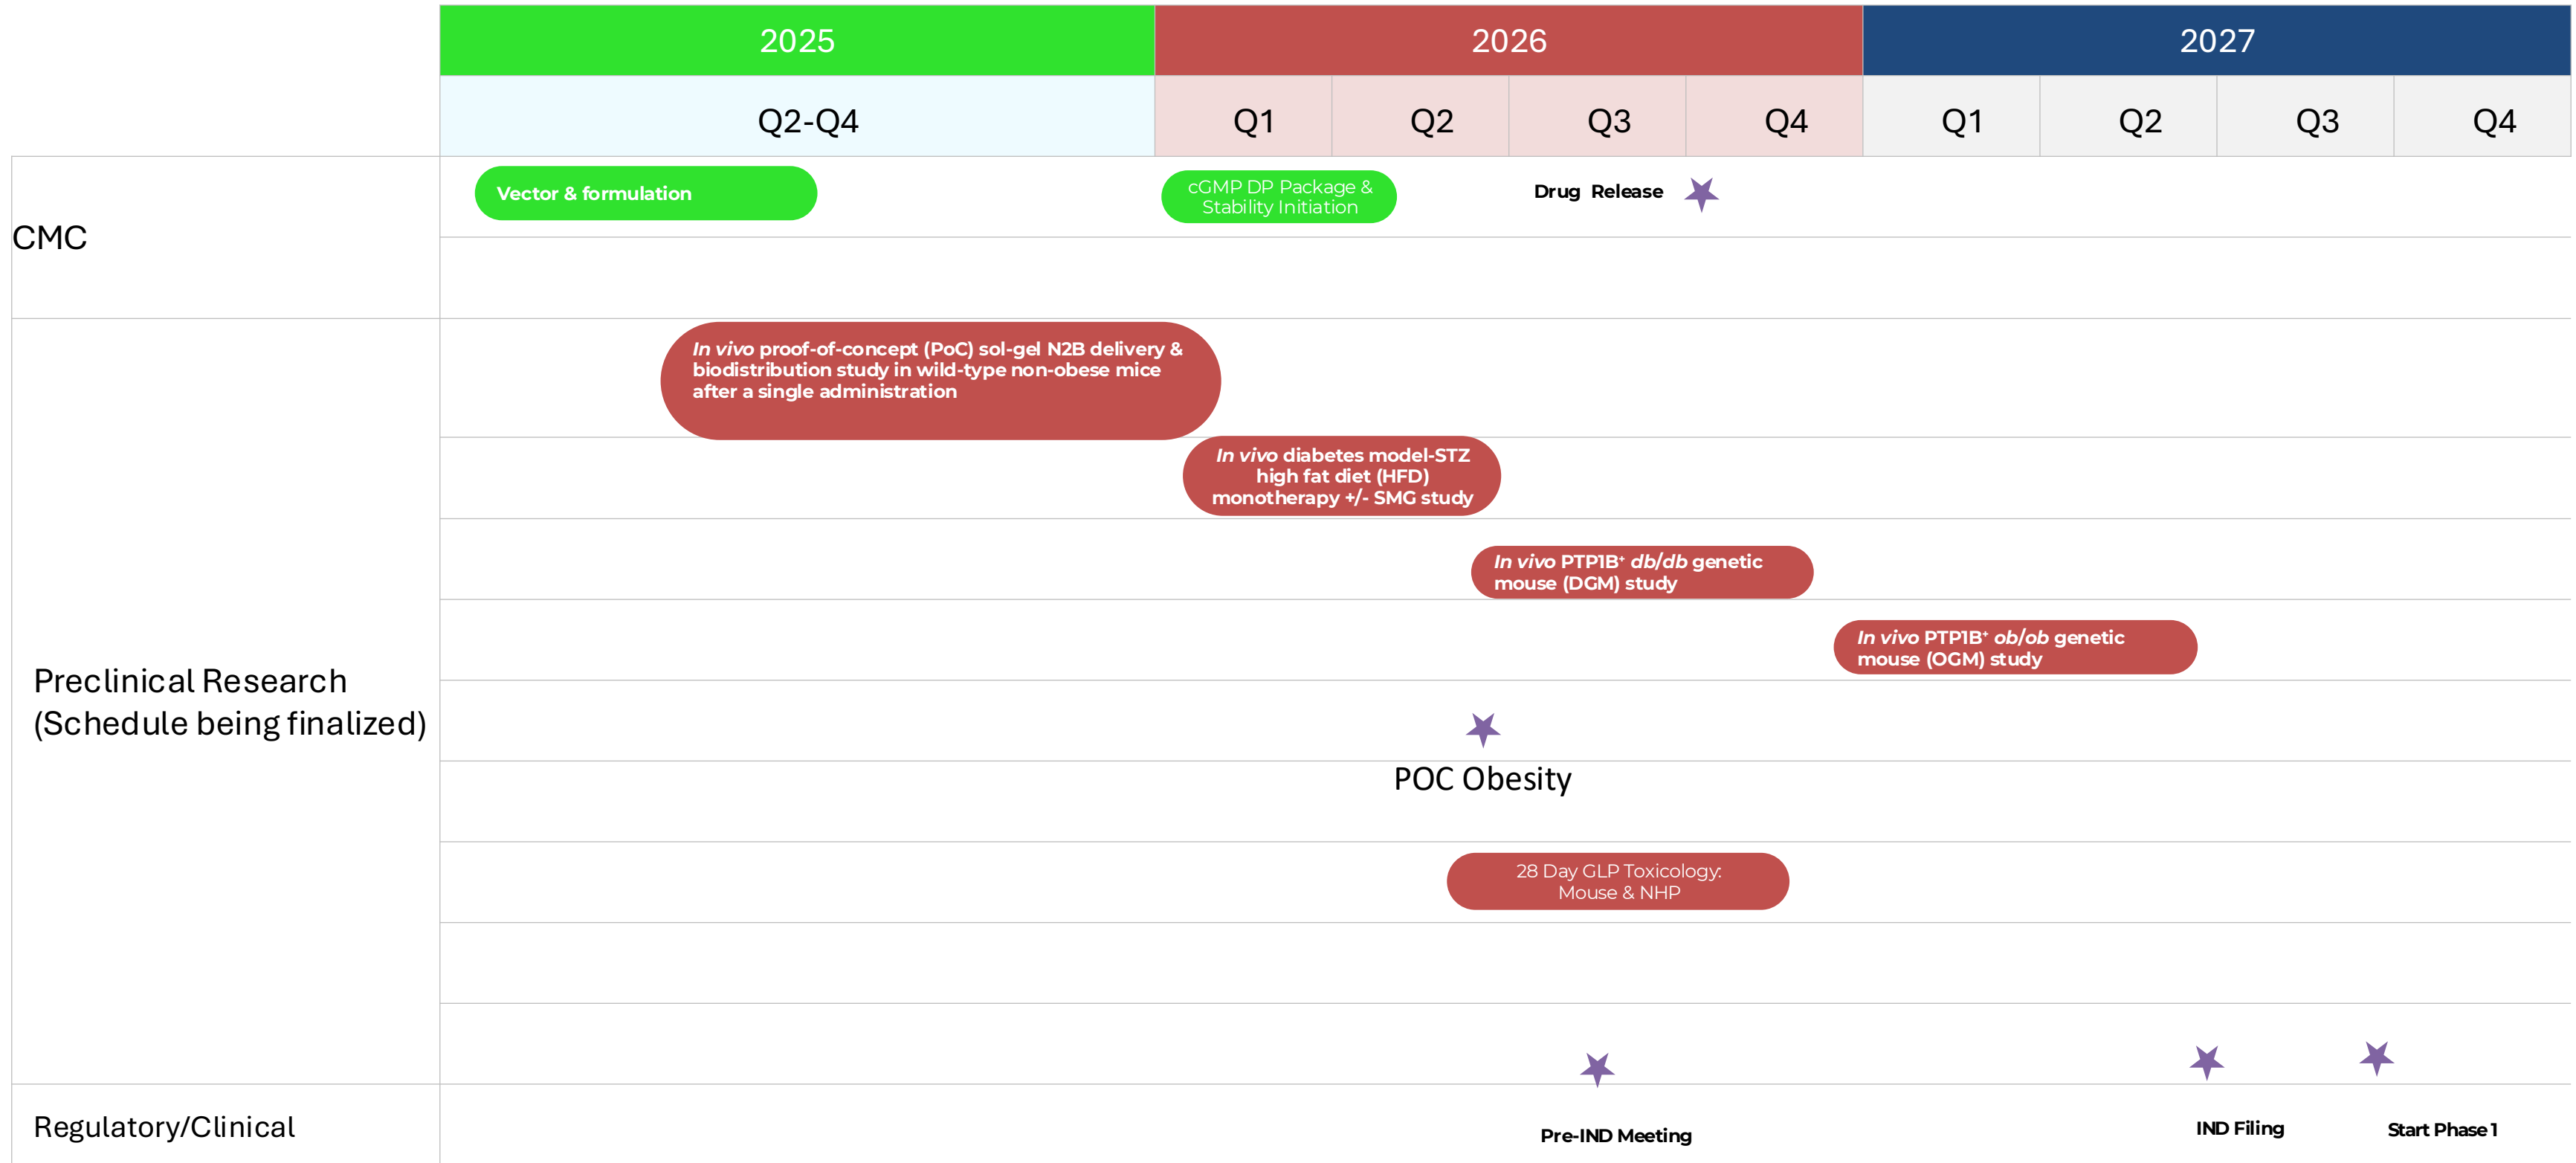 2025 2026 2027
Q2-Q4 Q1 Q2 Q3 Q4 Q1 Q2 Q3 Q4
CMC
Vector & formulation
cGMP DP Package &
Stability Initiation
Drug Release
Preclinical Research
(Schedule being finalized)
In vivo proof-of-concept (PoC) sol-gel N2B delivery &
biodistribution study in wild-type non-obese mice
after a single administration
In vivo diabetes model-STZ
high fat diet (HFD)
monotherapy +/- SMG study
In vivo PTP1B⁺ db/db genetic
mouse (DGM) study
In vivo PTP1B⁺ ob/ob genetic
mouse (OGM) study
POC Obesity
28 Day GLP Toxicology:
Mouse & NHP
Regulatory/Clinical
Pre-IND Meeting
IND Filing
Start Phase 1